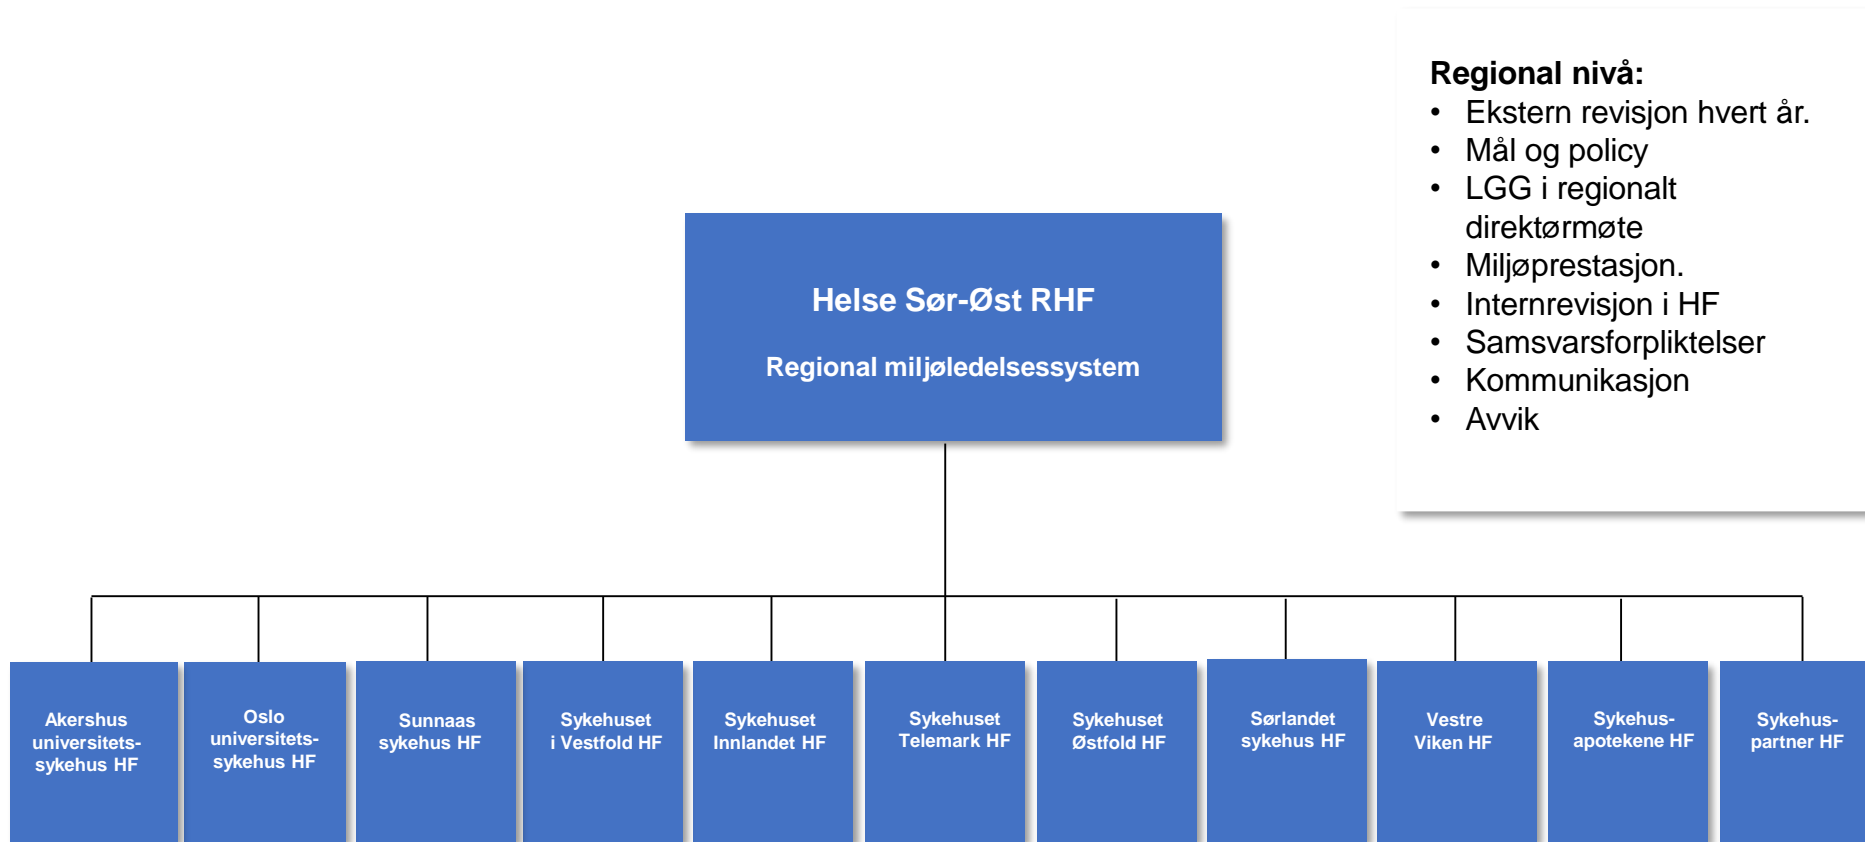 Regional nivå:
• Ekstern revisjon hvert år.
• Mål og policy
• LGG i regionalt
direktørmøte
• Miljøprestasjon.
• Internrevisjon i HF
• Samsvarsforpliktelser
• Kommunikasjon
• Avvik
Helse Sør-Øst RHF
Regional miljøledelsessystem
Akershus
universitets-
sykehus HF
Oslo
universitets-
sykehus HF
Sunnaas
sykehus HF
Sykehuset
i Vestfold HF
Sykehuset
Innlandet HF
Sykehuset
Telemark HF
Sykehuset
Østfold HF
Sørlandet
sykehus HF
Vestre
Viken HF
Sykehus-
apotekene HF
Sykehus-
partner HF